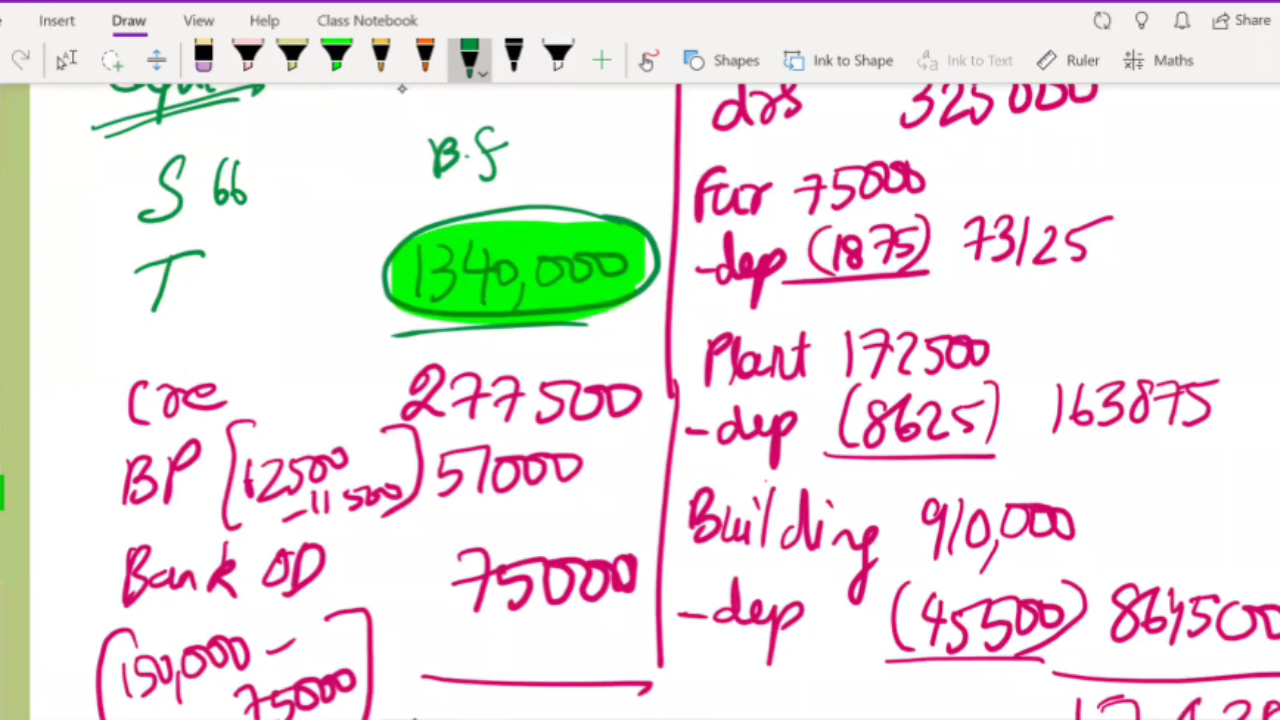 Insert Draw View Help Class Notebook Share
Shapes Ink to Shape Ink to Text Ruler Maths
B.f
S 66
T
1340,000
Cre 277500
BP [12500 - 11500] 51000
Bank OD 75000
(150,000 -
75000
drs 325000
Fur 75000
-dep (1875) 73125
Plant 172500
-dep (8625) 163875
Building 910,000
-dep (45500) 864500